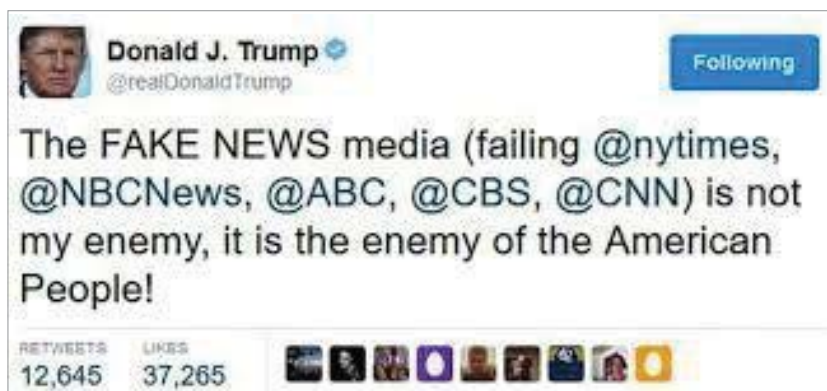 Donald J. Trump
@realDonaldTrump
Following
The FAKE NEWS media (failing @nytimes,
@NBCNews, @ABC, @CBS, @CNN) is not
my enemy, it is the enemy of the American
People!
RETWEETS LIKES
12,645 37,265